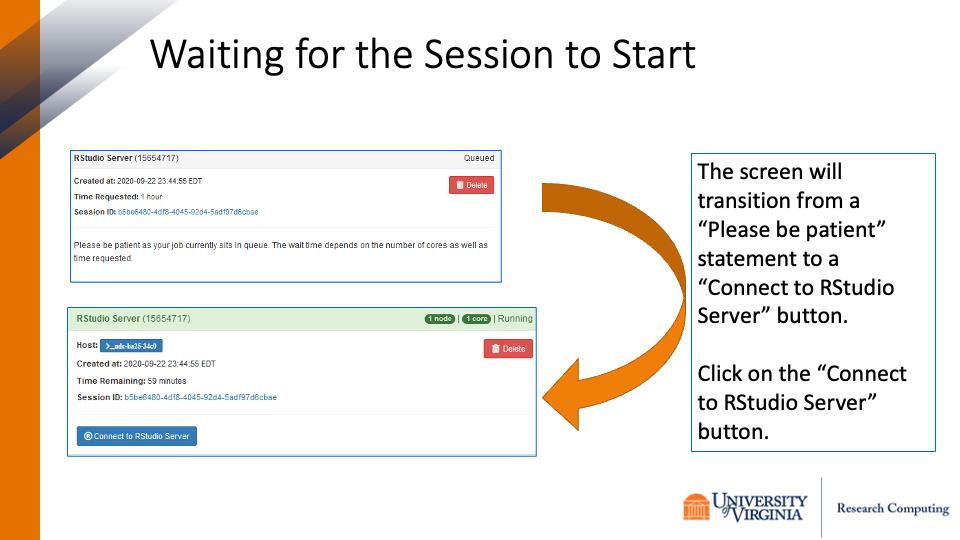 Waiting for the Session to Start
RStudio Server (15654717) Queued
Created at: 2020-09-22 23:44:55 EDT
Delete
Time Requested: 1 hour
Session ID: b5be6480-4df8-4045-92d4-5adf97d6cbae
Please be patient as your job currently sits in queue. The wait time depends on the number of cores as well as
time requested.
RStudio Server (15654717) 1 node | 1 core | Running
Host: >_udc-ba25-34c0
Delete
Created at: 2020-09-22 23:44:55 EDT
Time Remaining: 59 minutes
Session ID: b5be6480-4df8-4045-92d4-5adf97d6cbae
Connect to RStudio Server
The screen will
transition from a
“Please be patient”
statement to a
“Connect to RStudio
Server” button.
Click on the “Connect
to RStudio Server”
button.
UNIVERSITY
of VIRGINIA
Research Computing